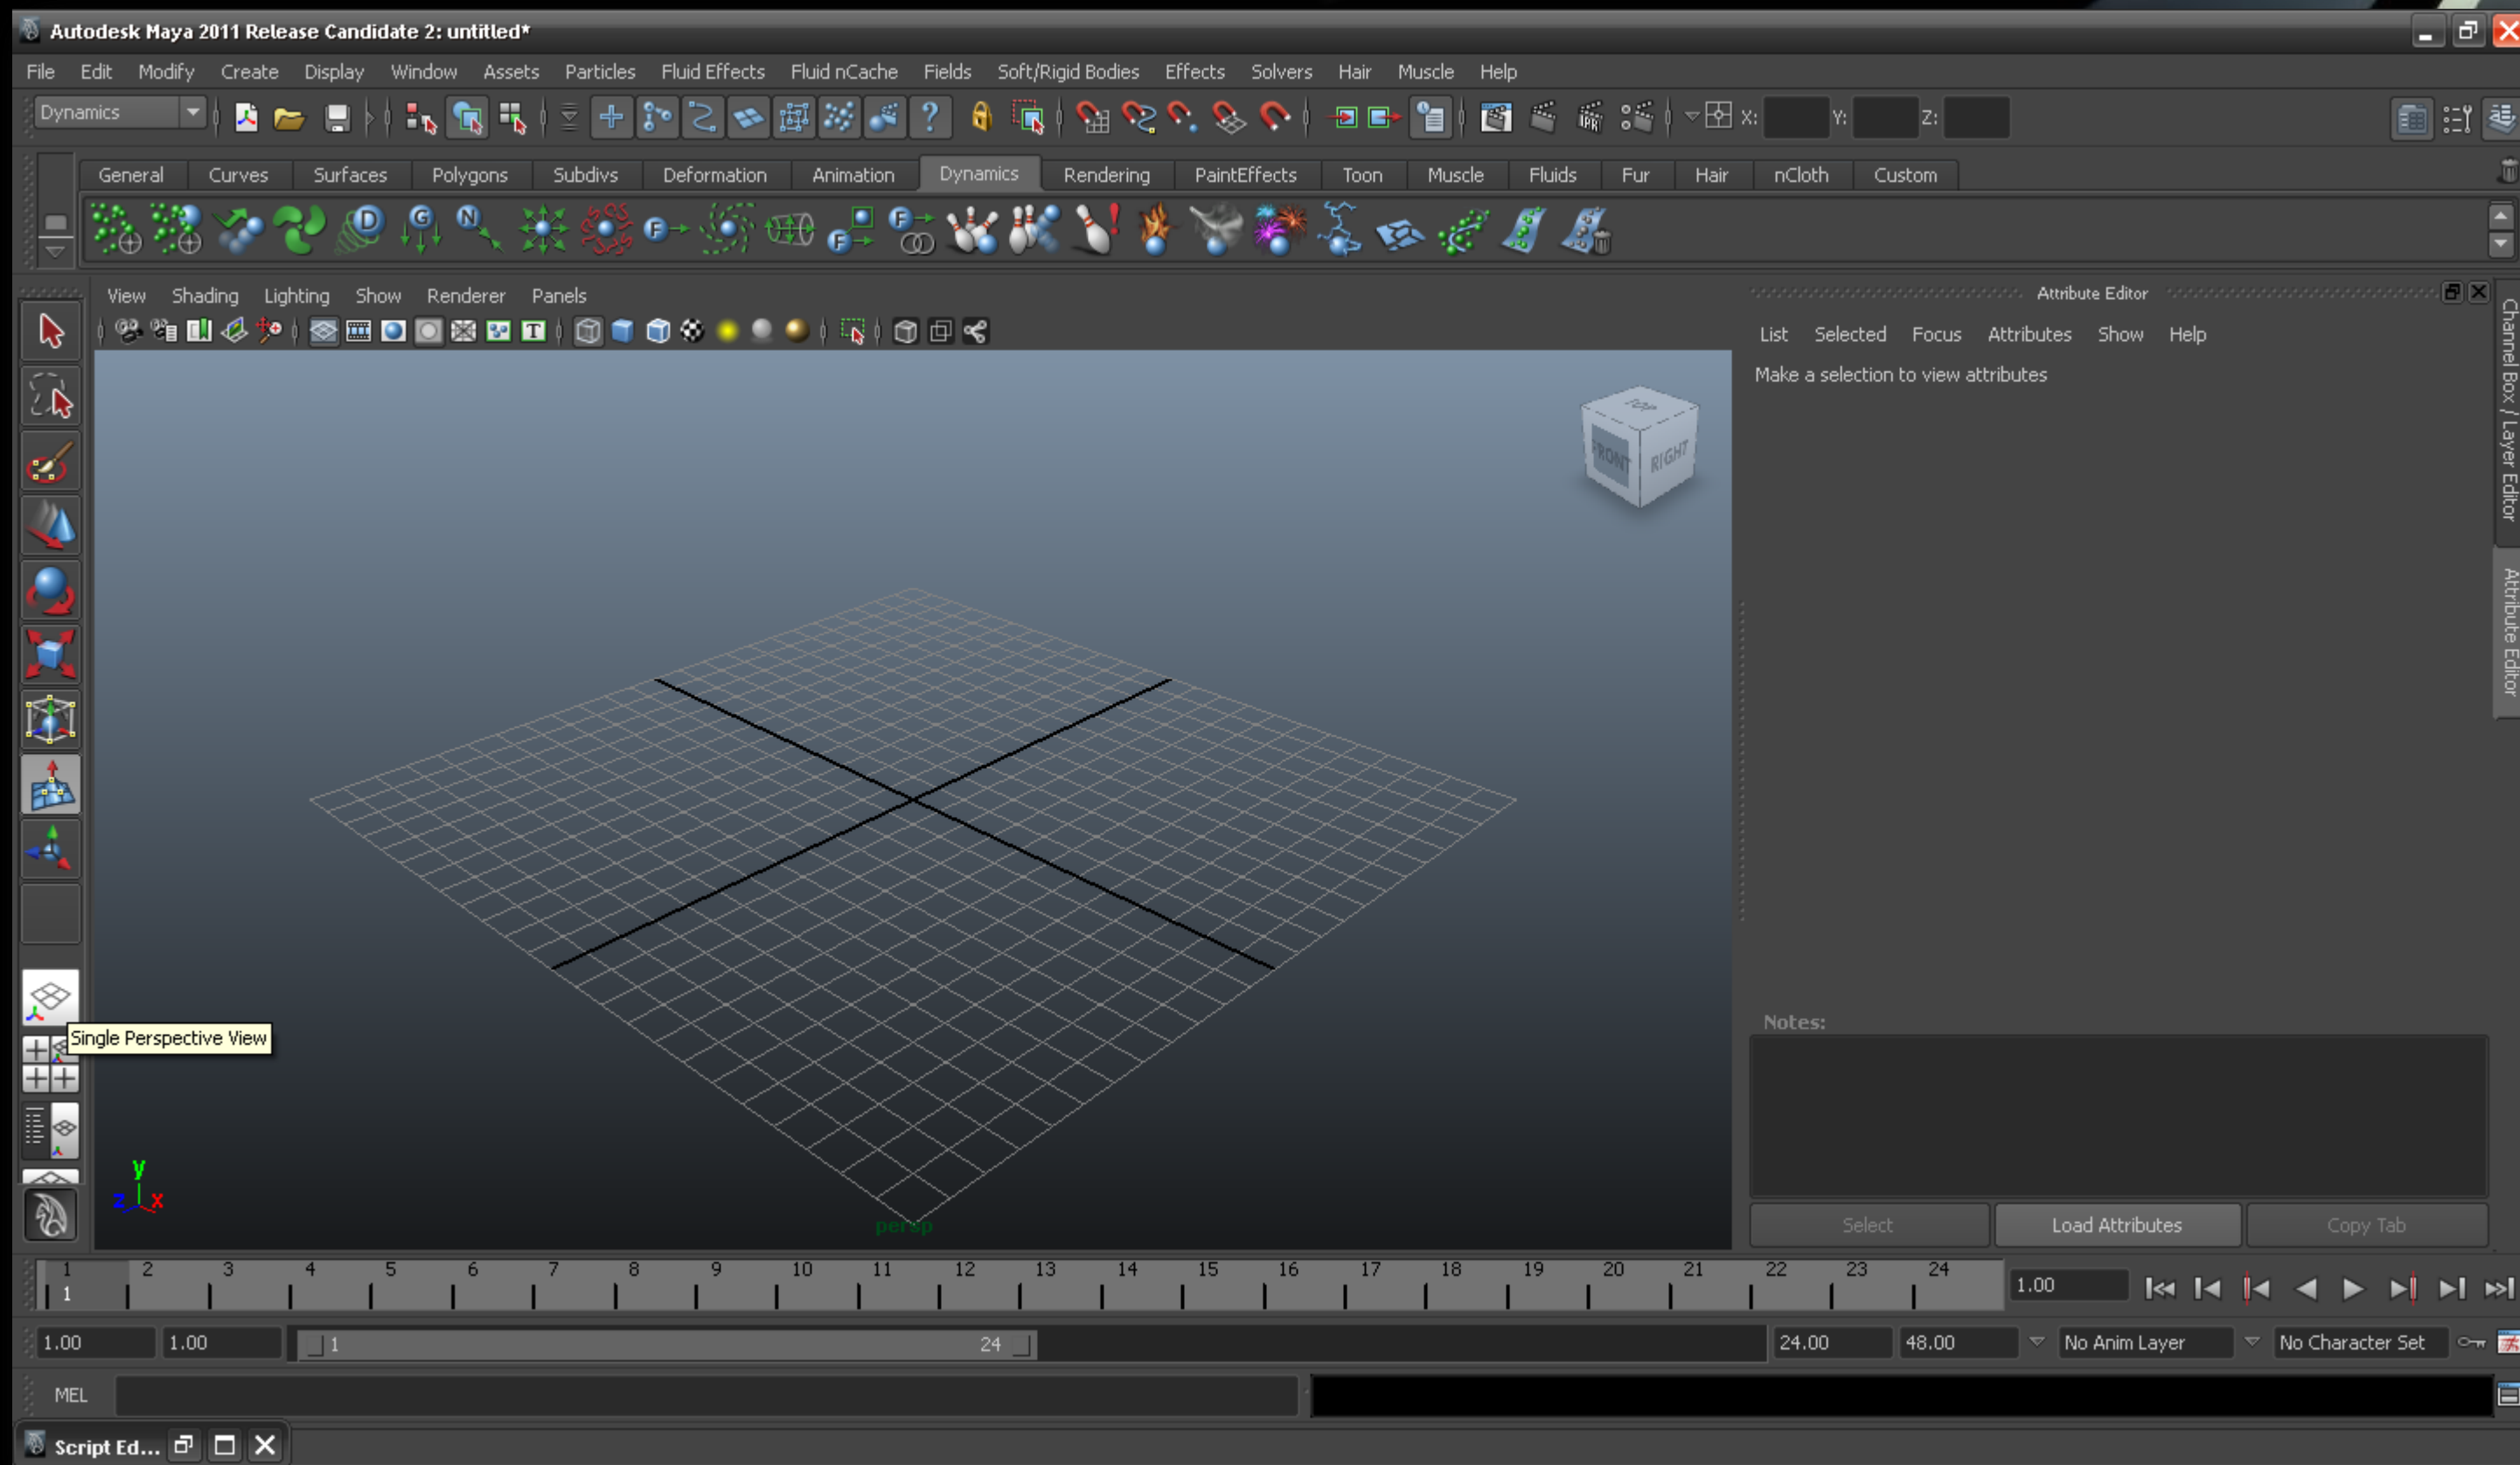 Autodesk Maya 2011 Release Candidate 2: untitled*
File Edit Modify Create Display Window Assets Particles Fluid Effects Fluid nCache Fields Soft/Rigid Bodies Effects Solvers Hair Muscle Help
Dynamics ? IPR X: Y: Z:
General Curves Surfaces Polygons Subdivs Deformation Animation Dynamics Rendering PaintEffects Toon Muscle Fluids Fur Hair nCloth Custom
D G N F F F
View Shading Lighting Show Renderer Panels
T
TOP
FRONT RIGHT
Attribute Editor
List Selected Focus Attributes Show Help
Make a selection to view attributes
Channel Box / Layer Editor
Attribute Editor
Single Perspective View
y
z x
persp
Notes:
Select Load Attributes Copy Tab
1 2 3 4 5 6 7 8 9 10 11 12 13 14 15 16 17 18 19 20 21 22 23 24
1 1.00
1.00 1.00 1 24 24.00 48.00 No Anim Layer No Character Set
MEL
Script Ed...